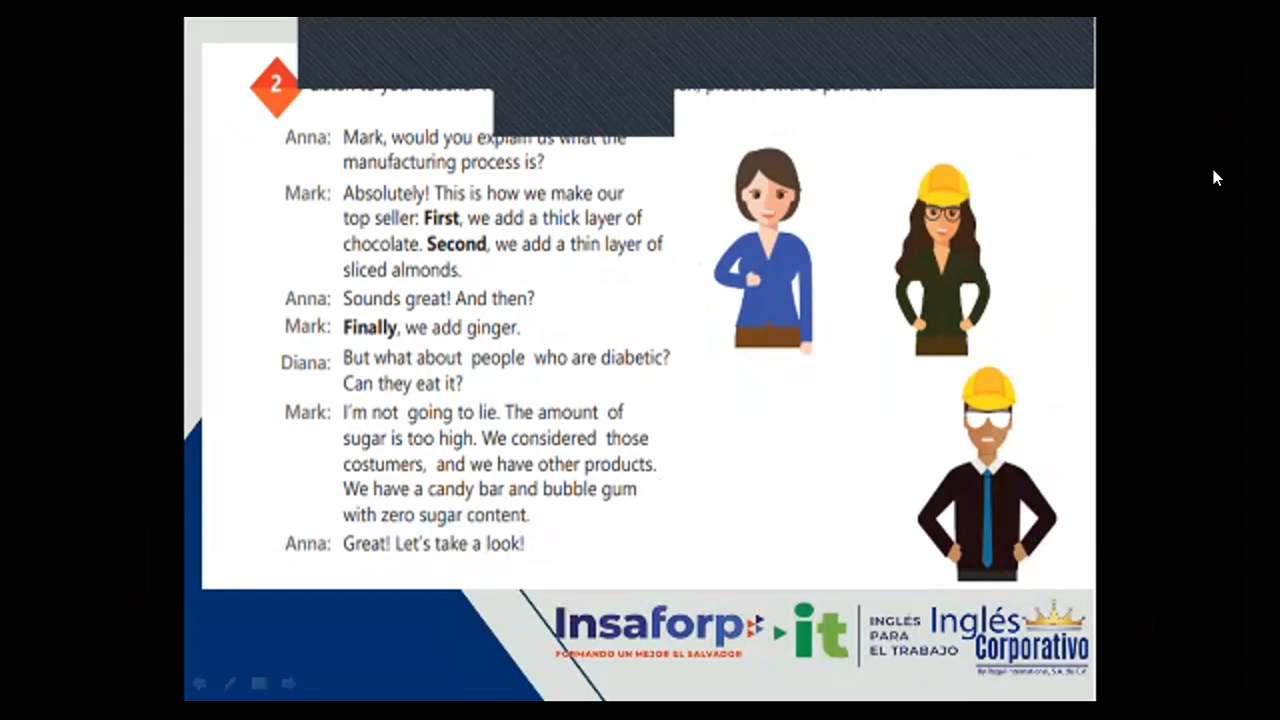 2
to your
Anna: Mark, would you explain us what the
manufacturing process is?
Mark: Absolutely! This is how we make our
top seller: First, we add a thick layer of
chocolate. Second, we add a thin layer of
sliced almonds.
Anna: Sounds great! And then?
Mark: Finally, we add ginger.
Diana: But what about people who are diabetic?
Can they eat it?
Mark: I'm not going to lie. The amount of
sugar is too high. We considered those
costumers, and we have other products.
We have a candy bar and bubble gum
with zero sugar content.
Anna: Great! Let's take a look!
Insaforp
FORMANDO UN MEJOR EL SALVADOR
it
INGLÉS
PARA
EL TRABAJO
Inglés
Corporativo